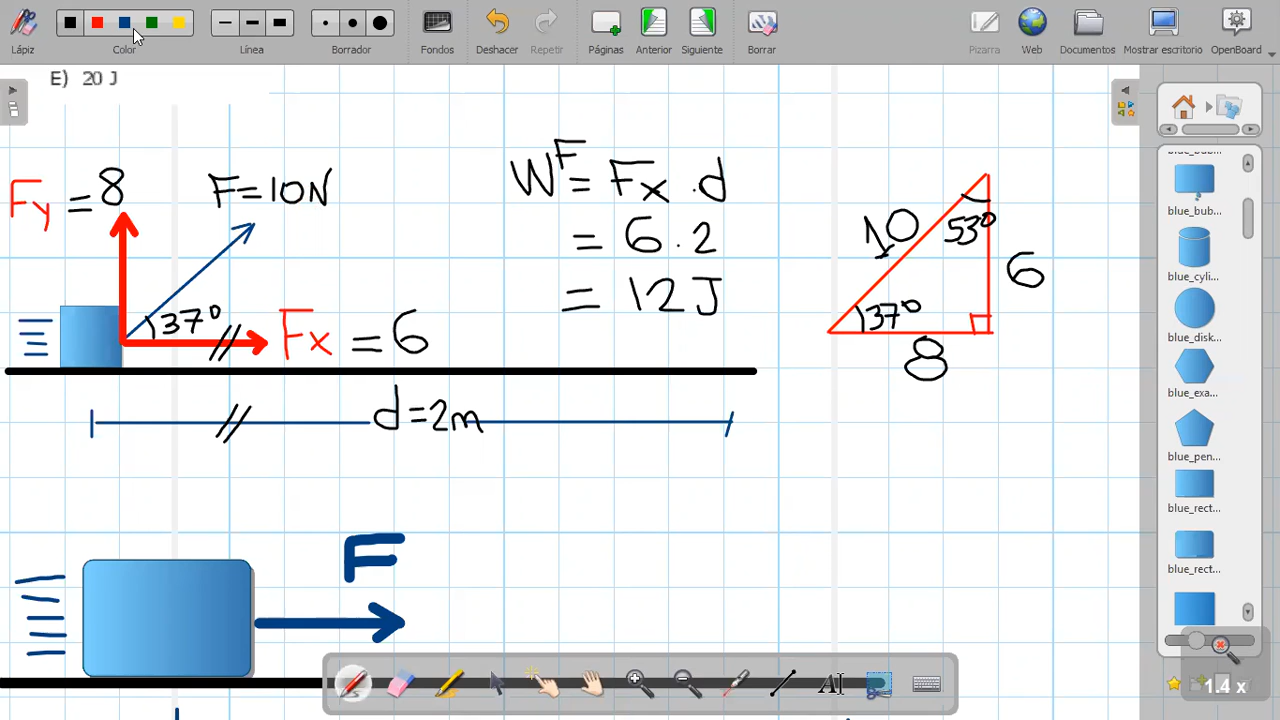 Lápiz Color Línea Borrador Fondos Deshacer Repetir Páginas Anterior Siguiente Borrar Pizarra Web Documentos Mostrar escritorio OpenBoard
E) 20 J
Fy = 8
F=10N
37°
Fx = 6
d=2m
W^F = Fx . d
= 6 . 2
= 12 J
10
53°
6
37°
8
F
blue_bub...
blue_cyli...
blue_disk...
blue_exa...
blue_pen...
blue_rect...
blue_rect...
AI
1.4 x